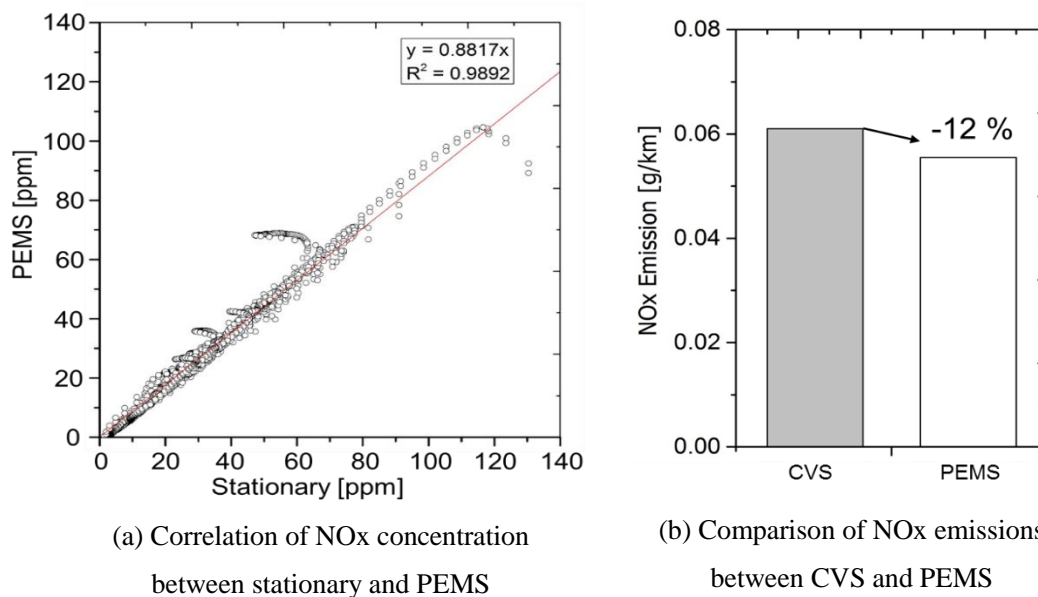 140
120
100
80
60
40
20
0
PEMS [ppm]
y = 0.8817x
R² = 0.9892
0 20 40 60 80 100 120 140
Stationary [ppm]
(a) Correlation of NOx concentration
between stationary and PEMS
0.08
0.06
0.04
0.02
0.00
NOx Emission [g/km]
-12 %
CVS PEMS
(b) Comparison of NOx emissions
between CVS and PEMS